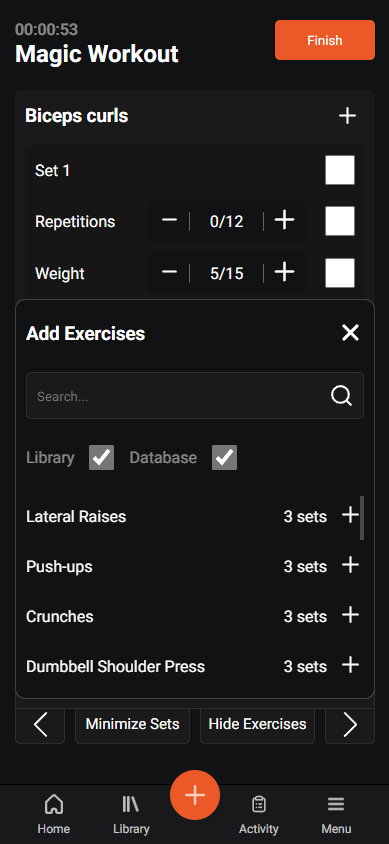 00:00:53
Magic Workout
Finish
Biceps curls
Set 1
Repetitions 0/12
Weight 5/15
Add Exercises
Search...
Library Database
Lateral Raises 3 sets
Push-ups 3 sets
Crunches 3 sets
Dumbbell Shoulder Press 3 sets
Minimize Sets Hide Exercises
Home Library Activity Menu